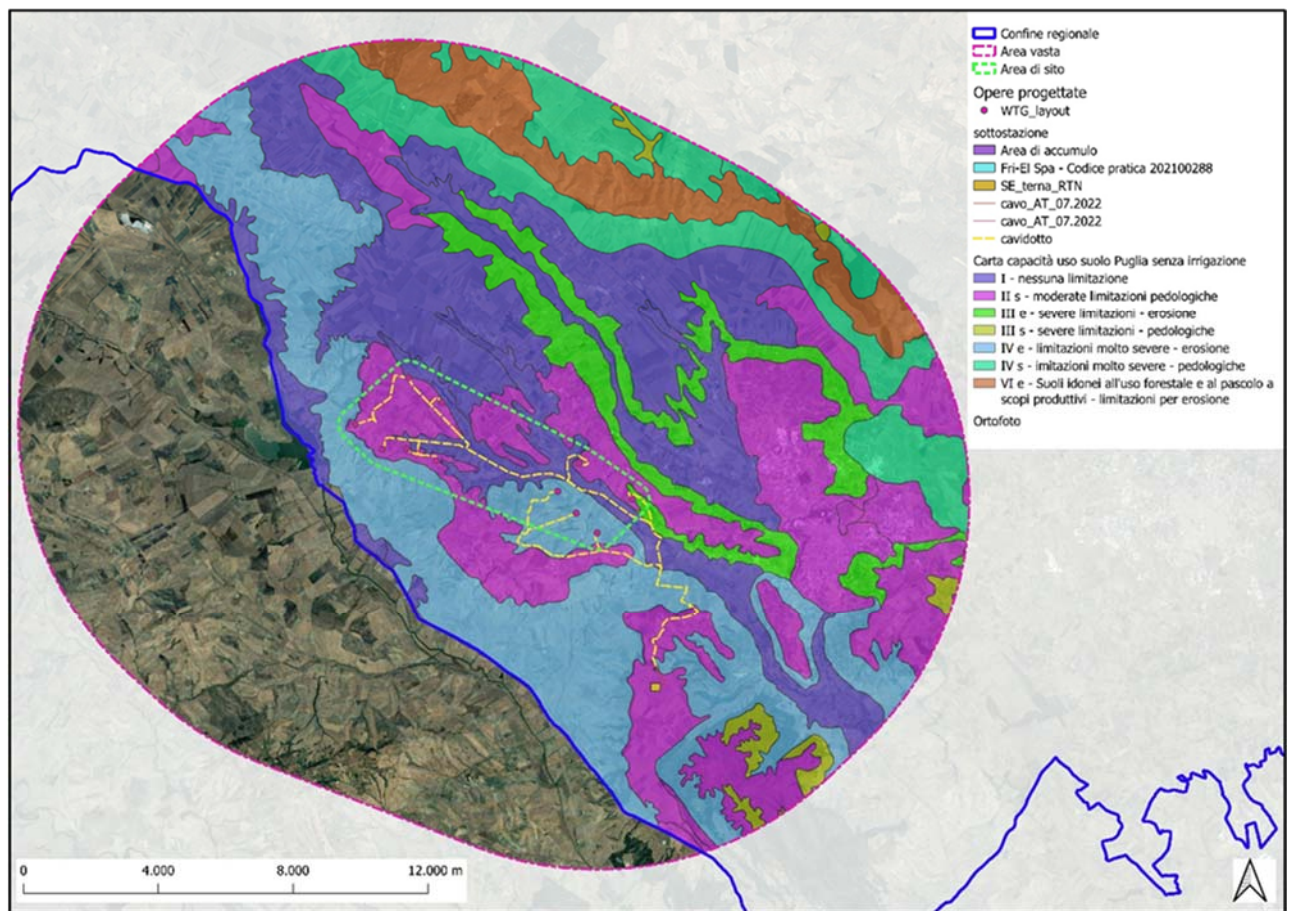 Confine regionale
Area vasta
Area di sito
Opere progettate
WTG_layout
sottostazione
Area di accumulo
Fri-El Spa - Codice pratica 202100288
SE_terna_RTN
cavo_AT_07.2022
cavo_AT_07.2022
cavidotto
Carta capacità uso suolo Puglia senza irrigazione
I - nessuna limitazione
II s - moderate limitazioni pedologiche
III e - severe limitazioni - erosione
III s - severe limitazioni - pedologiche
IV e - limitazioni molto severe - erosione
IV s - imitazioni molto severe - pedologiche
VI e - Suoli idonei all'uso forestale e al pascolo a
scopi produttivi - limitazioni per erosione
Ortofoto
0 4.000 8.000 12.000 m